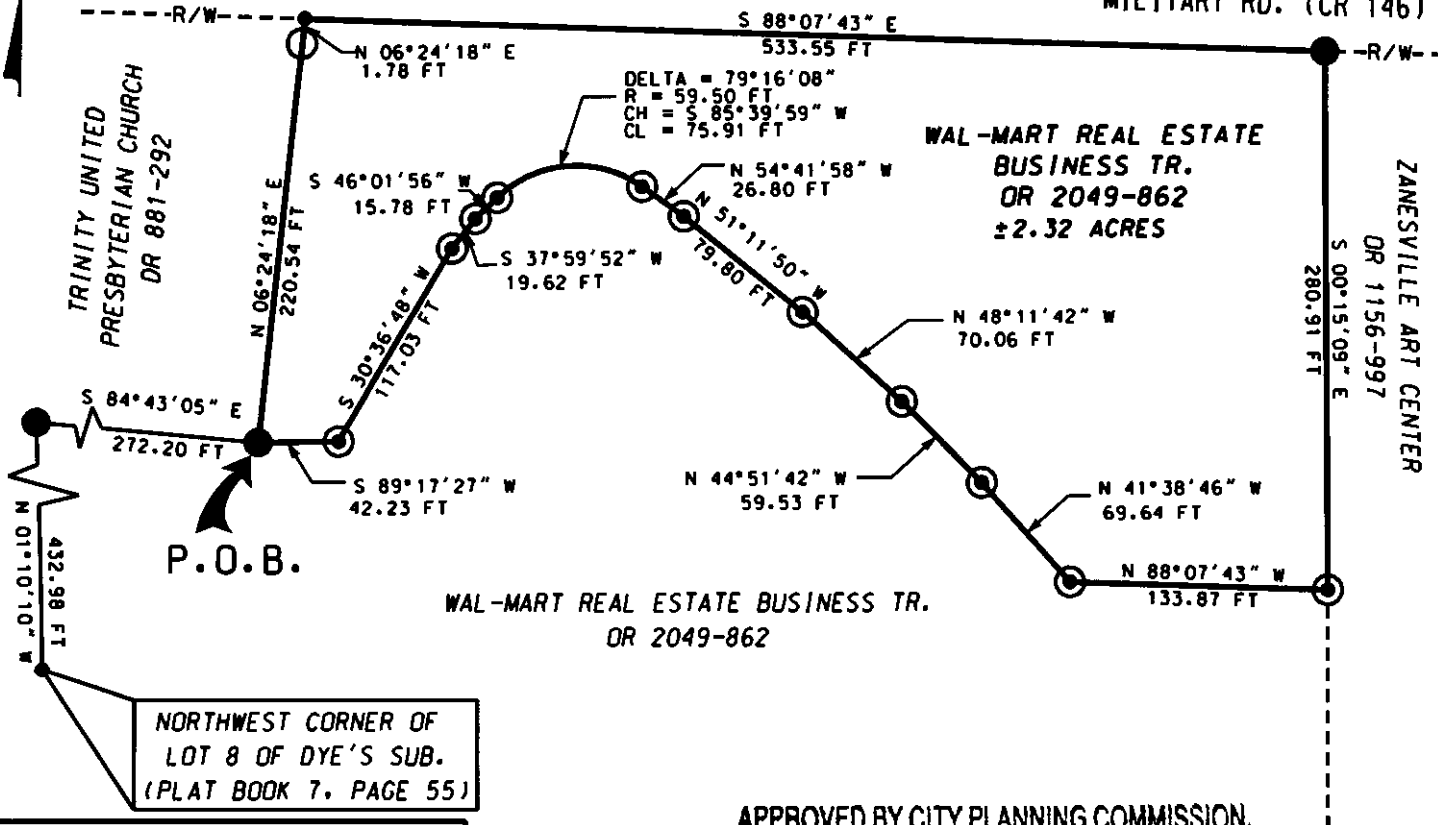 MILITARY RD. (CR 146)
-----R/W----
S 88°07'43" E
533.55 FT
--R/W--
N 06°24'18" E
1.78 FT
DELTA = 79°16'08"
R = 59.50 FT
CH = S 85°39'59" W
CL = 75.91 FT
TRINITY UNITED
PRESBYTERIAN CHURCH
DR 881-292
N 06°24'18" E
220.54 FT
S 46°01'56" W
15.78 FT
S 37°59'52" W
19.62 FT
S 30°36'48" W
117.03 FT
N 54°41'58" W
26.80 FT
N 51°11'50" W
79.80 FT
WAL-MART REAL ESTATE
BUSINESS TR.
OR 2049-862
±2.32 ACRES
ZANESVILLE ART CENTER
OR 1156-997
S 00°15'09" E
280.91 FT
N 48°11'42" W
70.06 FT
S 84°43'05" E
272.20 FT
S 89°17'27" W
42.23 FT
N 44°51'42" W
59.53 FT
N 41°38'46" W
69.64 FT
P.O.B.
N 88°07'43" W
133.87 FT
432.98 FT
N 01°10'10" W
WAL-MART REAL ESTATE BUSINESS TR.
OR 2049-862
NORTHWEST CORNER OF
LOT 8 OF DYE'S SUB.
(PLAT BOOK 7, PAGE 55)
APPROVED BY CITY PLANNING COMMISSION,